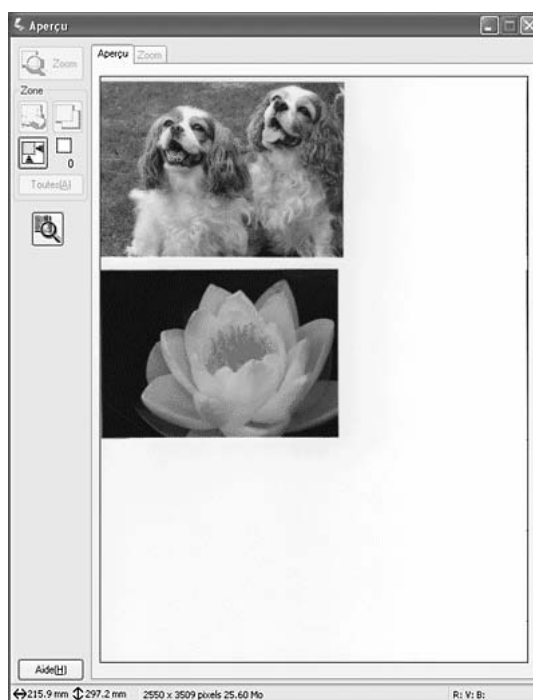 Aperçu
Aperçu Zoom
Zoom
Zone
0
Toutes(A)
Aide(H)
215.9 mm 297.2 mm 2550 x 3509 pixels 25.60 Mo R: V: B: